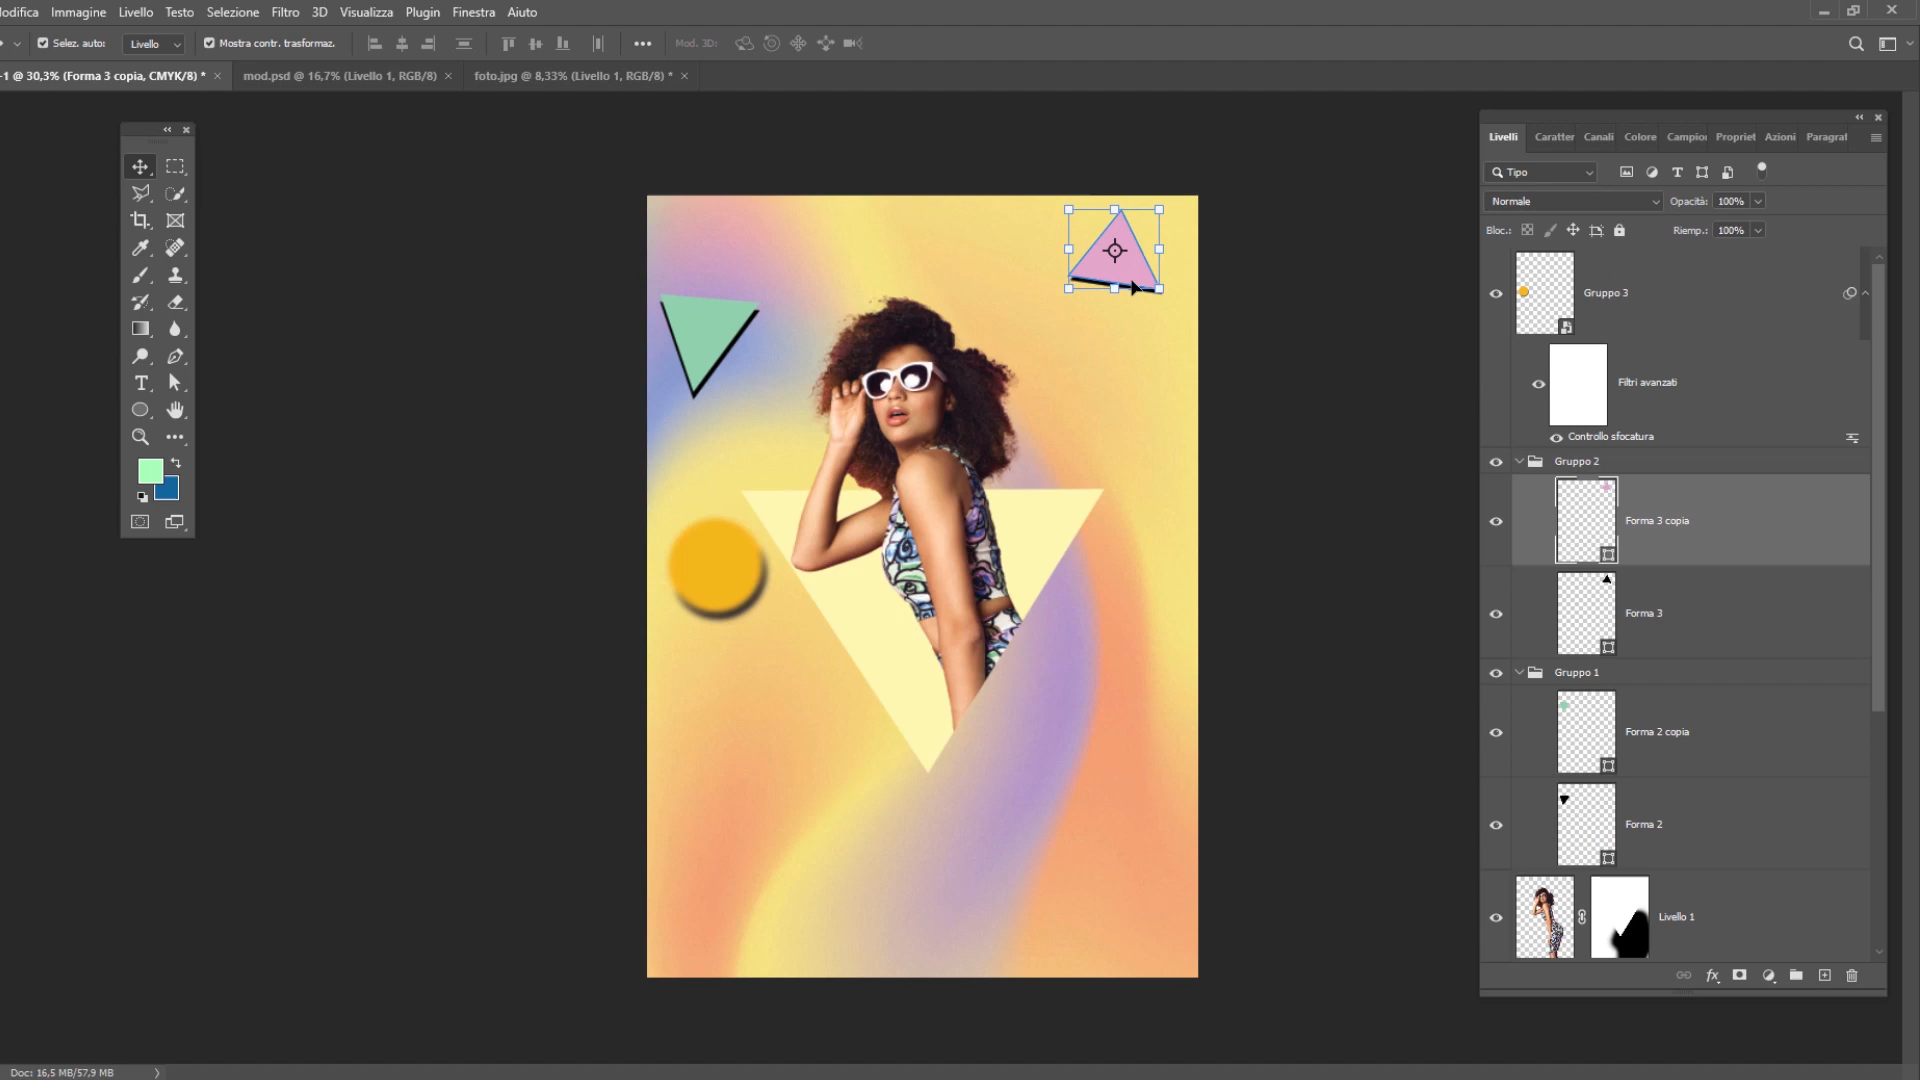 Immagine Livello Testo Selezione Filtro 3D Visualizza Plugin Finestra Aiuto
Selez. auto: Livello Mostra contr. trasformaz. Mod. 3D:
-1 @ 30,3% (Forma 3 copia, CMYK/8) * mod.psd @ 16,7% (Livello 1, RGB/8) foto.jpg @ 8,33% (Livello 1, RGB/8) *
Livelli Caratter Canali Colore Campion Propriet Azioni Paragraf
Tipo
Normale Opacità: 100%
Bloc.: Riemp.: 100%
Gruppo 3
Filtri avanzati
Controllo sfocatura
Gruppo 2
Forma 3 copia
Forma 3
Gruppo 1
Forma 2 copia
Forma 2
Livello 1
fx
Doc: 16,5 MB/57,9 MB